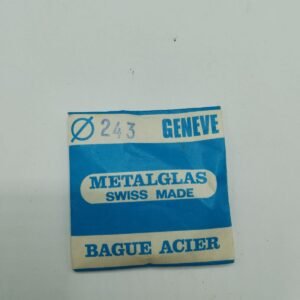 Ø 243 GENEVE
METALGLAS
SWISS MADE
BAGUE ACIER